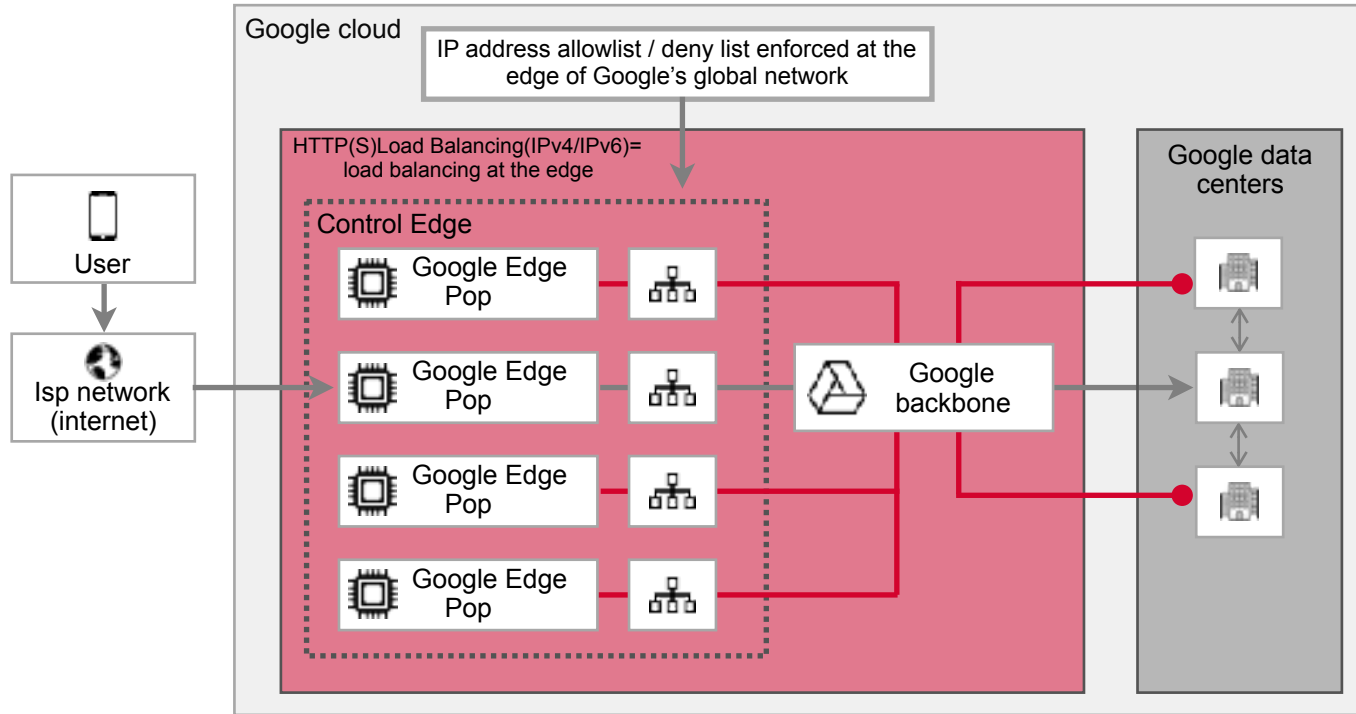 Google cloud
IP address allowlist / deny list enforced at the
edge of Google's global network
HTTP(S)Load Balancing(IPv4/IPv6)=
load balancing at the edge
Google data
centers
User
Control Edge
Google Edge
Pop
Isp network
(internet)
Google Edge
Pop
Google
backbone
Google Edge
Pop
Google Edge
Pop